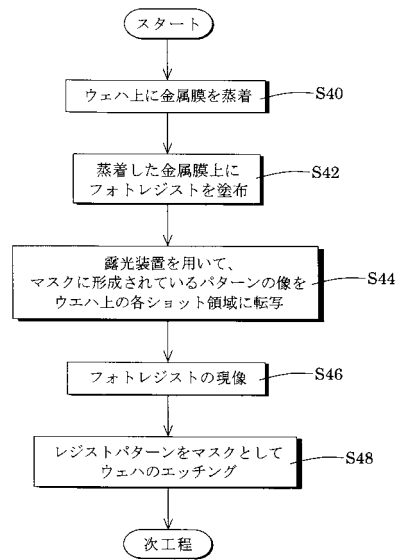 スタート
ウェハ上に金属膜を蒸着
S40
蒸着した金属膜上に
フォトレジストを塗布
S42
露光装置を用いて、
マスクに形成されているパターンの像を
ウエハ上の各ショット領域に転写
S44
フォトレジストの現像
S46
レジストパターンをマスクとして
ウェハのエッチング
S48
次工程